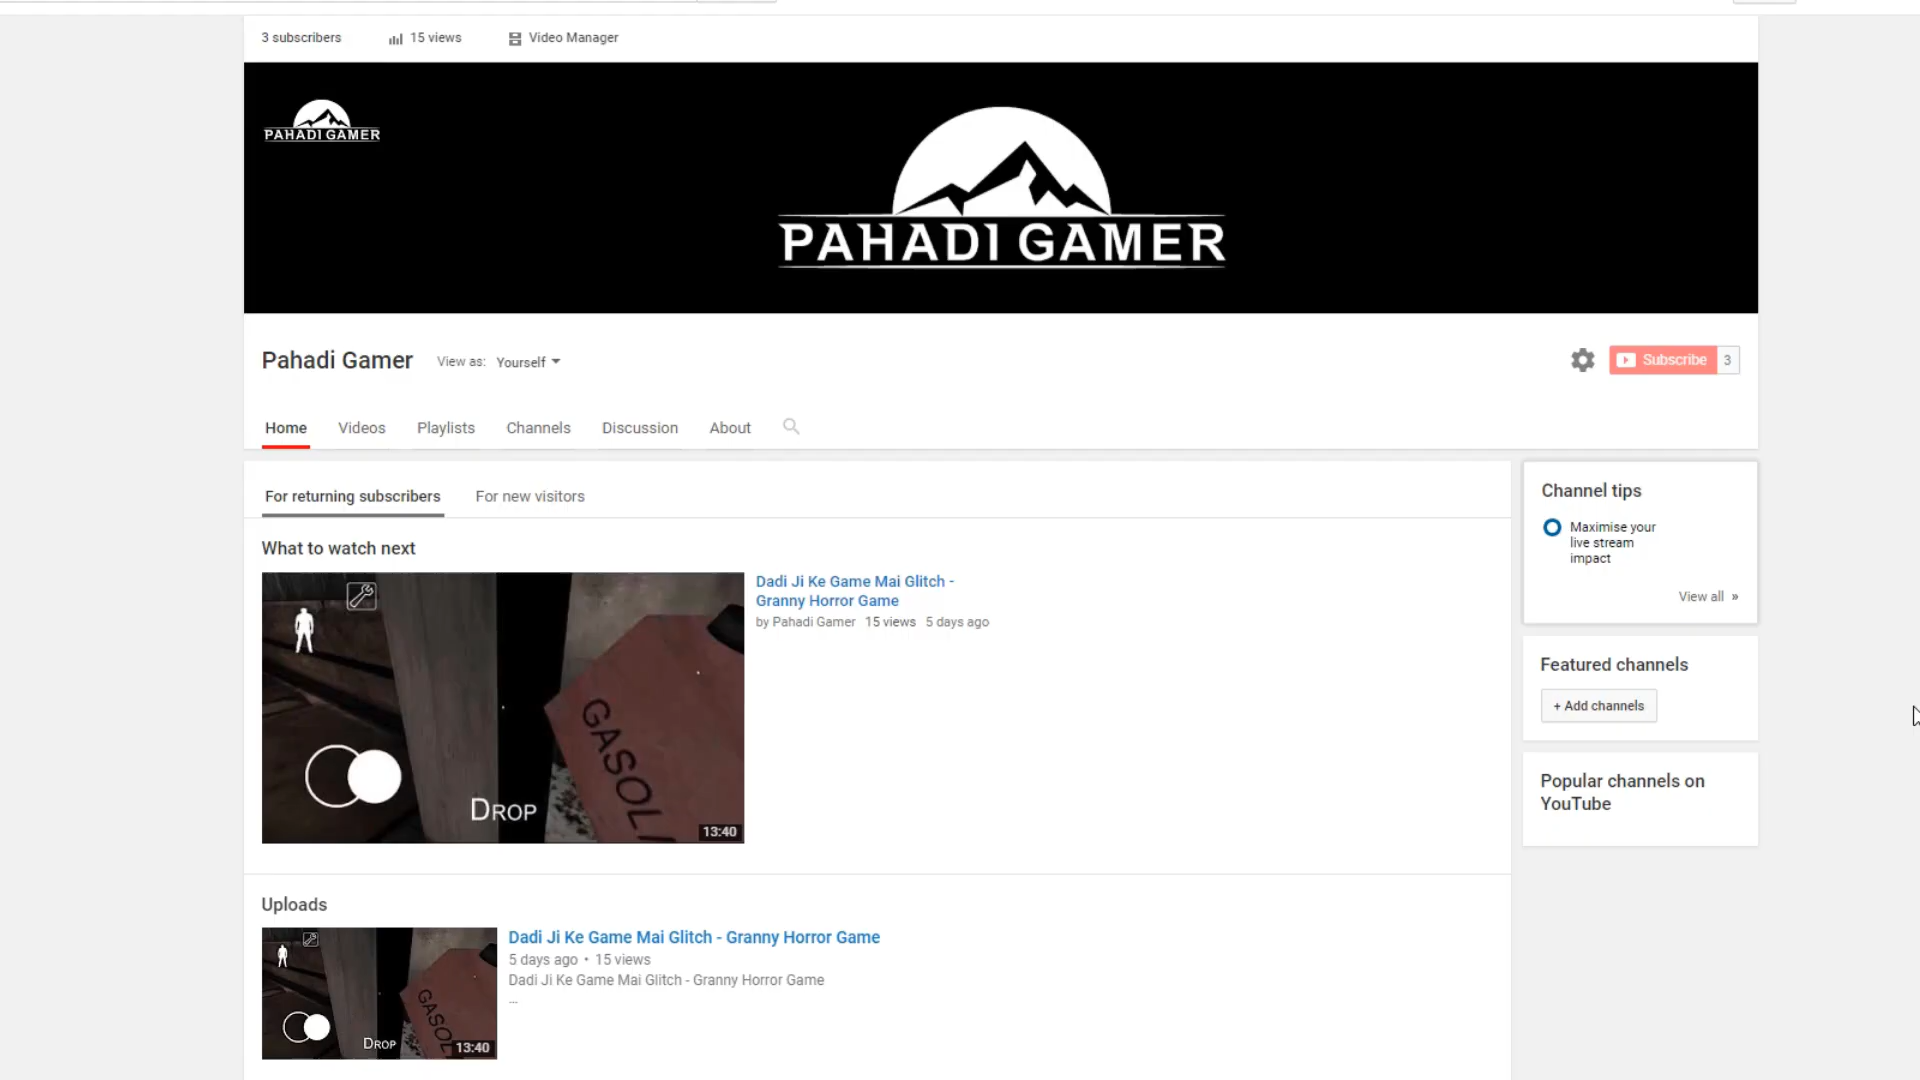 3 subscribers 15 views Video Manager
PAHADI GAMER
PAHADI GAMER
Pahadi Gamer View as: Yourself
Subscribe 3
Home Videos Playlists Channels Discussion About
For returning subscribers For new visitors
What to watch next
DROP
GASOLI
13:40
Dadi Ji Ke Game Mai Glitch -
Granny Horror Game
by Pahadi Gamer 15 views 5 days ago
Uploads
GASOL
DROP
13:40
Dadi Ji Ke Game Mai Glitch - Granny Horror Game
5 days ago • 15 views
Dadi Ji Ke Game Mai Glitch - Granny Horror Game
...
Channel tips
Maximise your
live stream
impact
View all »
Featured channels
+ Add channels
Popular channels on
YouTube